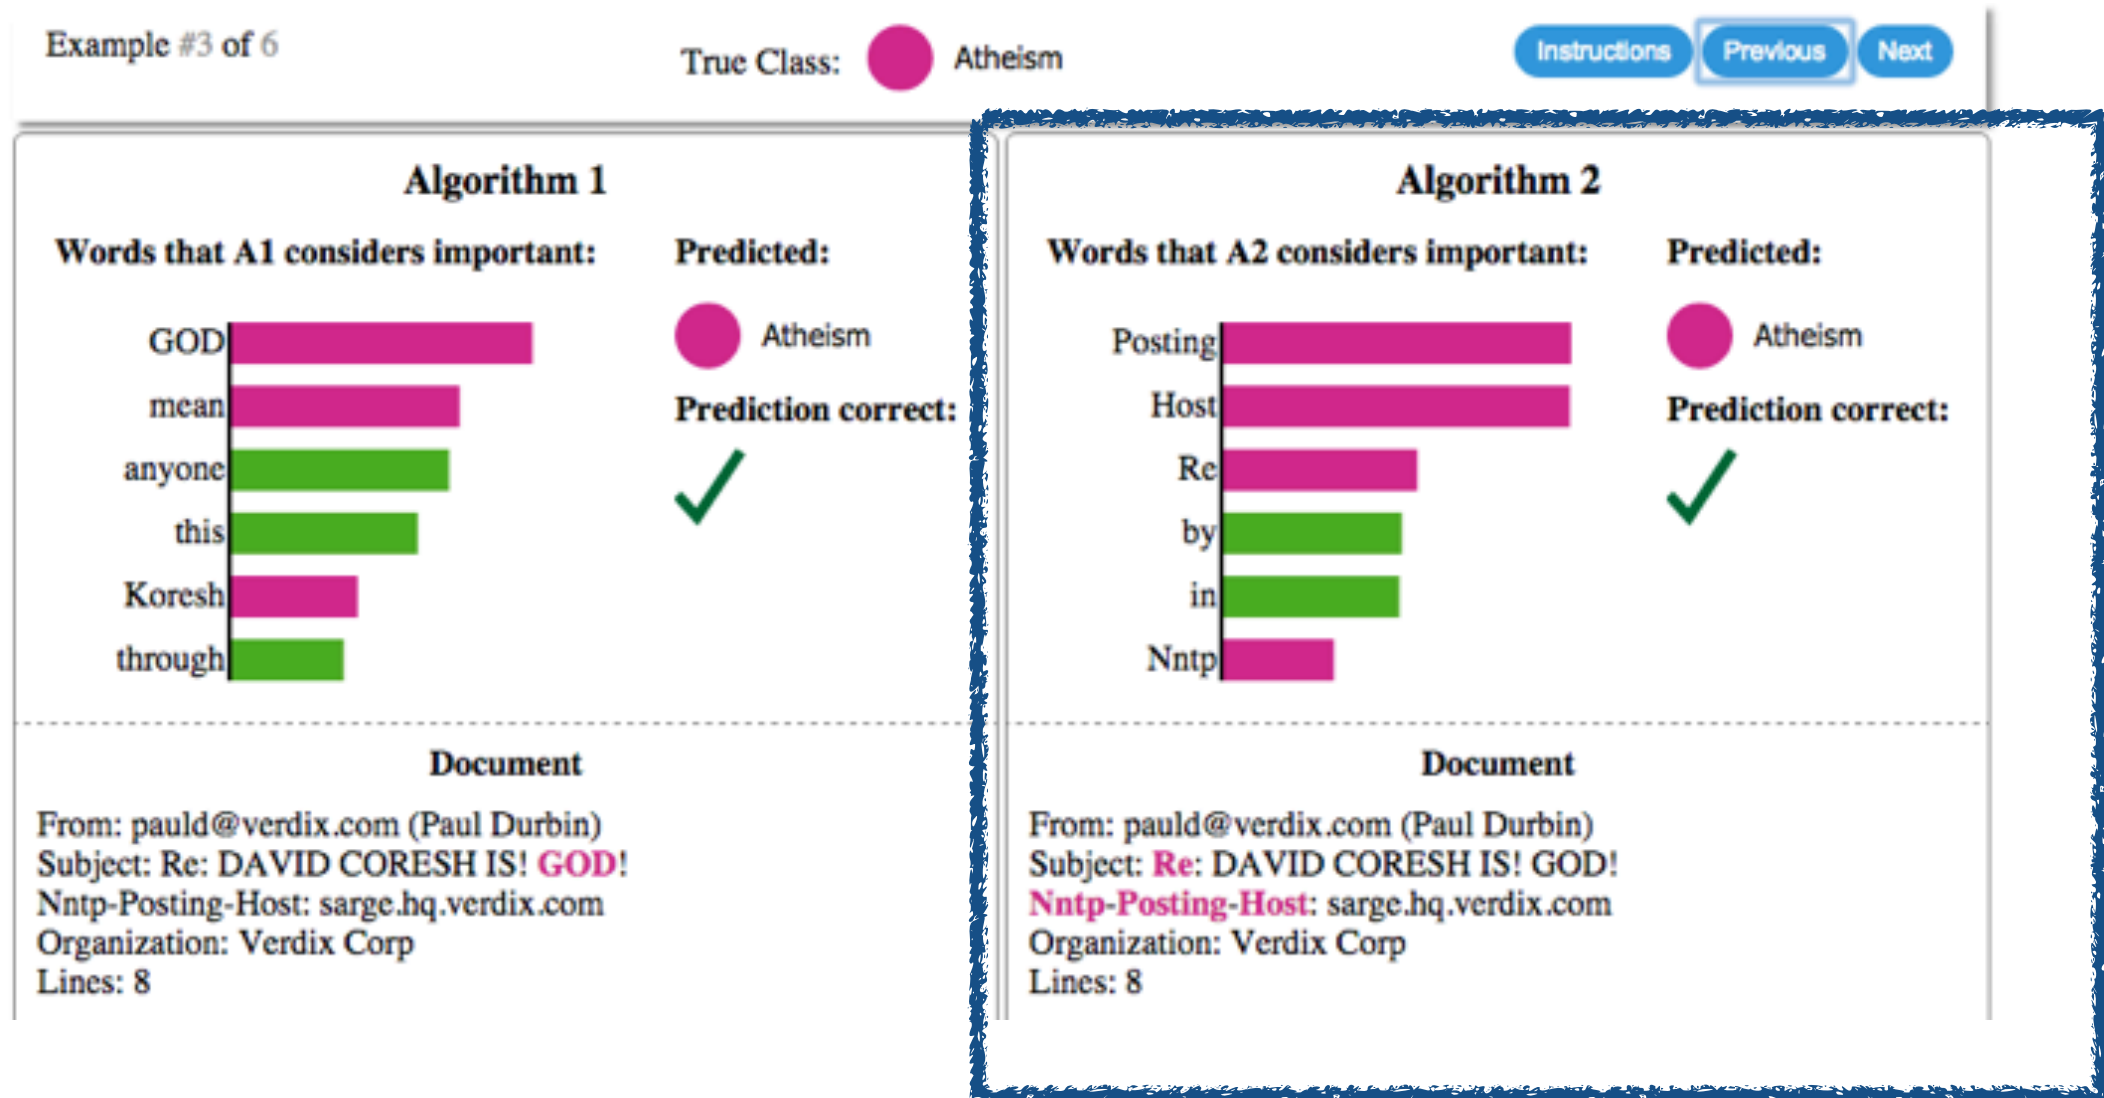 Example #3 of 6
True Class: Atheism
Instructions
Previous
Next
Algorithm 1
Words that A1 considers important:
Predicted:
GOD
mean
anyone
this
Koresh
through
Atheism
Prediction correct:
Document
From: pauld@verdix.com (Paul Durbin)
Subject: Re: DAVID CORESH IS! GOD!
Nntp-Posting-Host: sarge.hq.verdix.com
Organization: Verdix Corp
Lines: 8
Algorithm 2
Words that A2 considers important:
Predicted:
Posting
Host
Re
by
in
Nntp
Atheism
Prediction correct:
Document
From: pauld@verdix.com (Paul Durbin)
Subject: Re: DAVID CORESH IS! GOD!
Nntp-Posting-Host: sarge.hq.verdix.com
Organization: Verdix Corp
Lines: 8